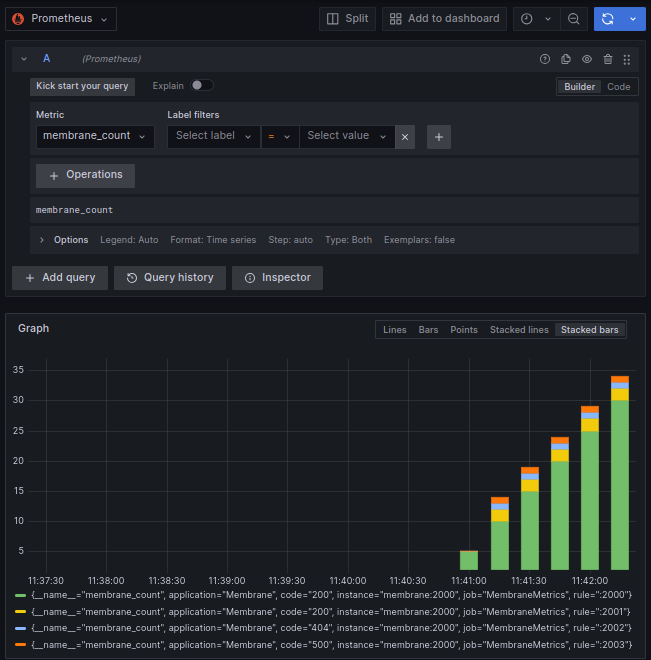 Prometheus
Split
Add to dashboard
A
(Prometheus)
Kick start your query
Explain
Builder
Code
Metric
Label filters
membrane_count
Select label
=
Select value
×
+
+ Operations
membrane_count
> Options Legend: Auto Format: Time series Step: auto Type: Both Exemplars: false
+ Add query
Query history
Inspector
Graph
Lines
Bars
Points
Stacked lines
Stacked bars
35
30
25
20
15
10
5
11:37:30 11:38:00 11:38:30 11:39:00 11:39:30 11:40:00 11:40:30 11:41:00 11:41:30 11:42:00
{__name__="membrane_count", application="Membrane", code="200", instance="membrane:2000", job="MembraneMetrics", rule=":2000"}
{__name__="membrane_count", application="Membrane", code="200", instance="membrane:2000", job="MembraneMetrics", rule=":2001"}
{__name__="membrane_count", application="Membrane", code="404", instance="membrane:2000", job="MembraneMetrics", rule=":2002"}
{__name__="membrane_count", application="Membrane", code="500", instance="membrane:2000", job="MembraneMetrics", rule=":2003"}